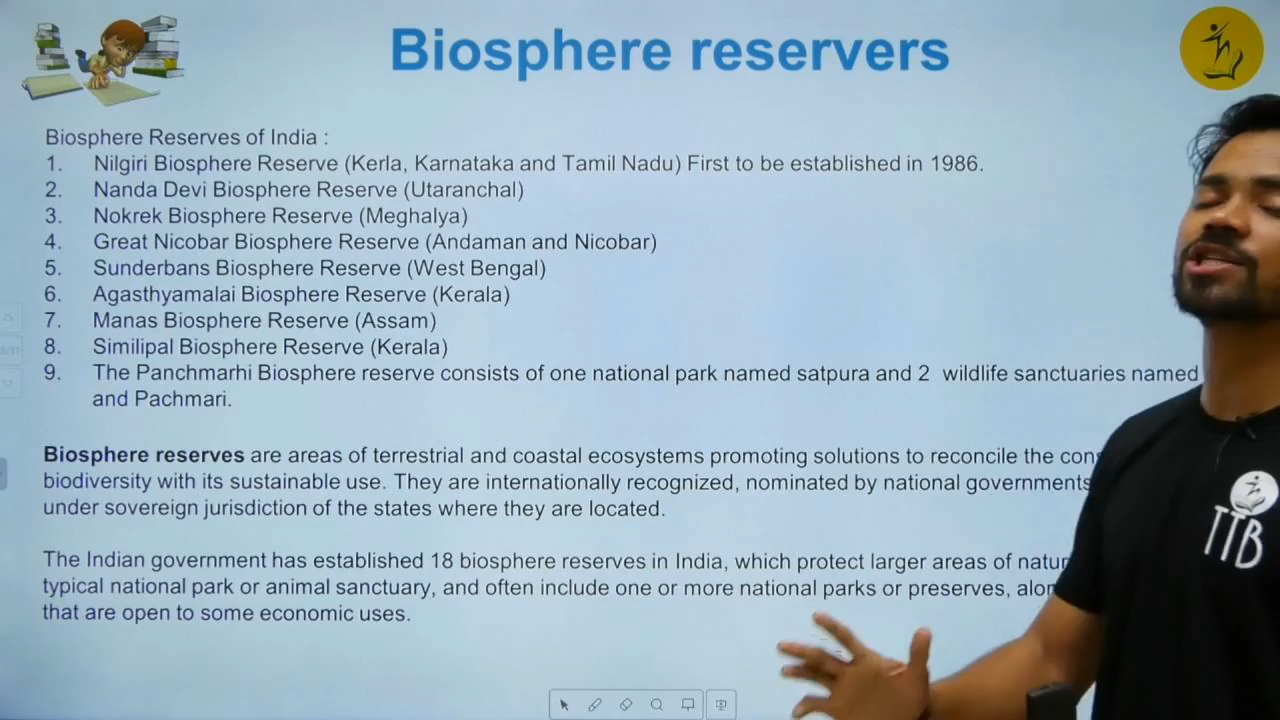 Biosphere reservers
Biosphere Reserves of India :
1. Nilgiri Biosphere Reserve (Kerla, Karnataka and Tamil Nadu) First to be established in 1986.
2. Nanda Devi Biosphere Reserve (Utaranchal)
3. Nokrek Biosphere Reserve (Meghalya)
4. Great Nicobar Biosphere Reserve (Andaman and Nicobar)
5. Sunderbans Biosphere Reserve (West Bengal)
6. Agasthyamalai Biosphere Reserve (Kerala)
7. Manas Biosphere Reserve (Assam)
8. Similipal Biosphere Reserve (Kerala)
9. The Panchmarhi Biosphere reserve consists of one national park named satpura and 2 wildlife sanctuaries named
and Pachmari.
Biosphere reserves are areas of terrestrial and coastal ecosystems promoting solutions to reconcile the
biodiversity with its sustainable use. They are internationally recognized, nominated by national governments
under sovereign jurisdiction of the states where they are located.
The Indian government has established 18 biosphere reserves in India, which protect larger areas of
typical national park or animal sanctuary, and often include one or more national parks or preserves,
that are open to some economic uses.
TTB